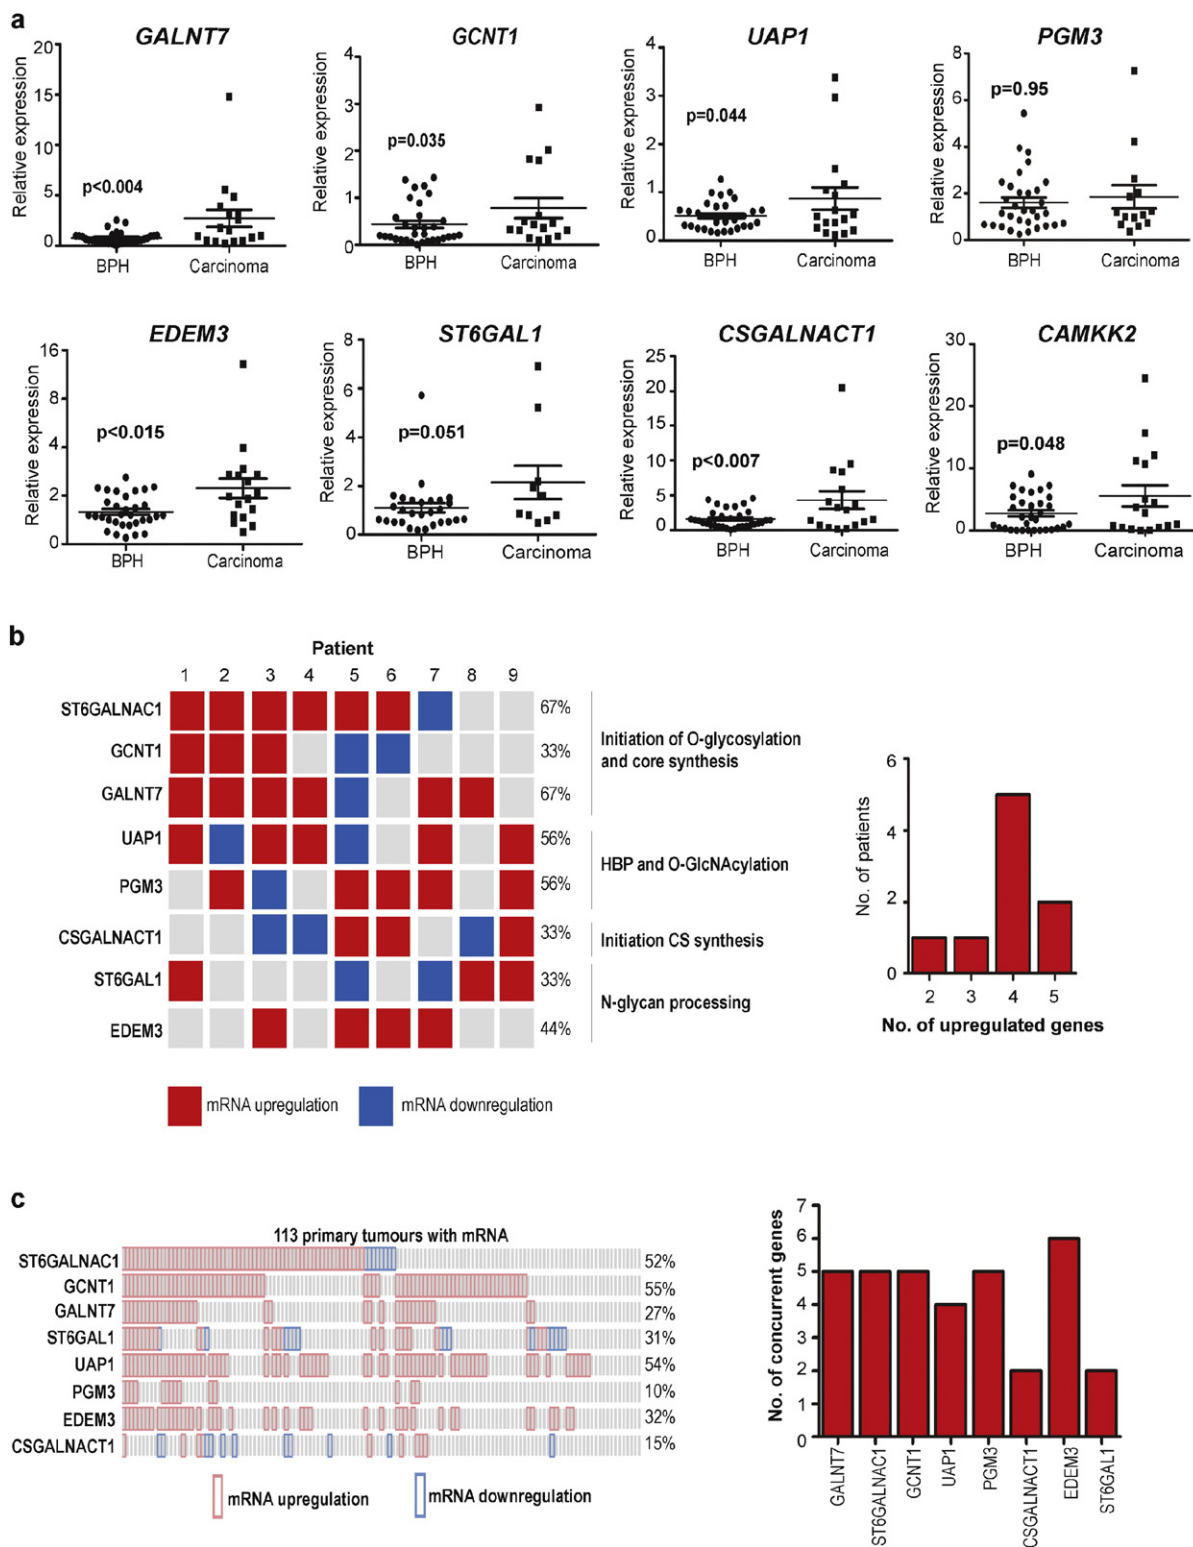 a
GALNT7
GCNT1
UAP1
PGM3
Relative expression
20
15
10
5
0
p<0.004
BPH
Carcinoma
Relative expression
4
3
2
1
0
p=0.035
BPH
Carcinoma
Relative expression
4
3
2
1
0
p=0.044
BPH
Carcinoma
Relative expression
8
6
4
2
0
p=0.95
BPH
Carcinoma
EDEM3
ST6GAL1
CSGALNACT1
CAMKK2
Relative expression
16
8
4
2
0
p<0.015
BPH
Carcinoma
Relative expression
8
6
4
2
0
p=0.051
BPH
Carcinoma
Relative expression
25
20
15
10
5
0
p<0.007
BPH
Carcinoma
Relative expression
30
20
10
0
p=0.048
BPH
Carcinoma
b
Patient
1 2 3 4 5 6 7 8 9
ST6GALNAC1 67%
GCNT1 33%
GALNT7 67%
UAP1 56%
PGM3 56%
CSGALNACT1 33%
ST6GAL1 33%
EDEM3 44%
Initiation of O-glycosylation
and core synthesis
HBP and O-GlcNAcylation
Initiation CS synthesis
N-glycan processing
mRNA upregulation
mRNA downregulation
No. of patients
6
4
2
0
2 3 4 5
No. of upregulated genes
c
113 primary tumours with mRNA
ST6GALNAC1 52%
GCNT1 55%
GALNT7 27%
ST6GAL1 31%
UAP1 54%
PGM3 10%
EDEM3 32%
CSGALNACT1 15%
mRNA upregulation
mRNA downregulation
No. of concurrent genes
7
6
5
4
3
2
1
0
GALNT7
ST6GALNAC1
GCNT1
UAP1
PGM3
CSGALNACT1
EDEM3
ST6GAL1